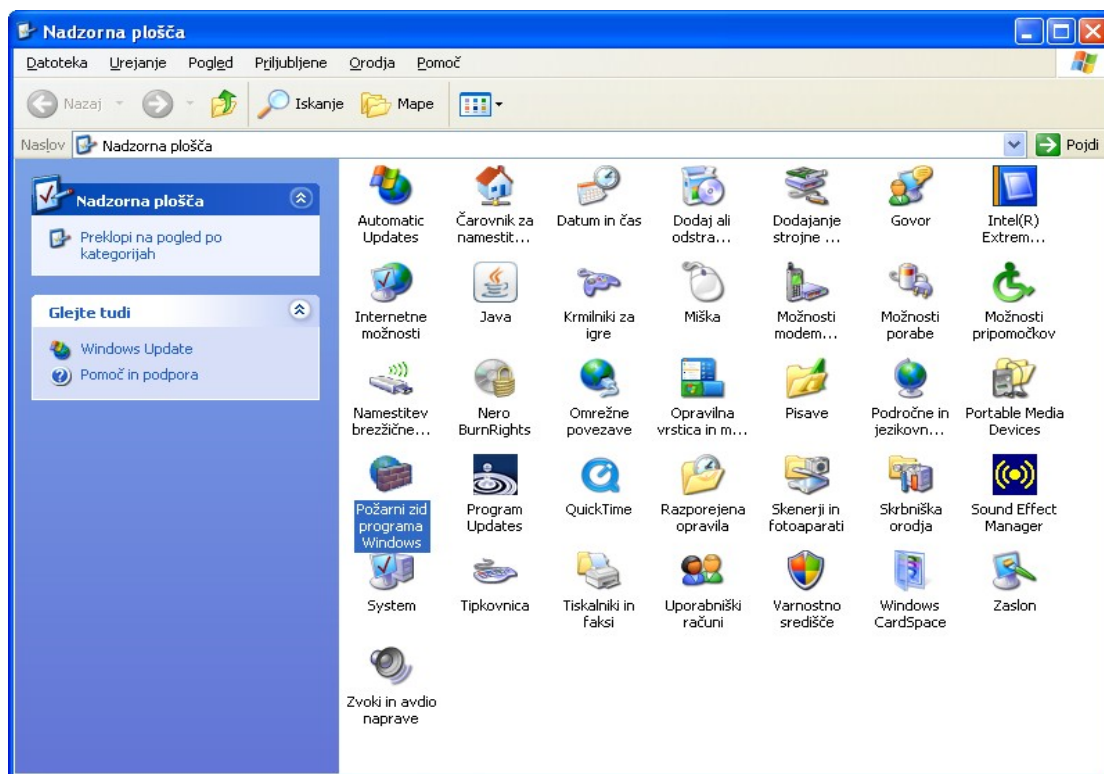 Nadzorna plošča
Datoteka Urejanje Pogled Priljubljene Orodja Pomoč
Nazaj Iskanje Mape
Naslov Nadzorna plošča Pojdi
Nadzorna plošča
Preklopi na pogled po
kategorijah
Glejte tudi
Windows Update
Pomoč in podpora
Automatic
Updates
Čarovnik za
namestit...
Datum in čas
Dodaj ali
odstra...
Dodajanje
strojne ...
Govor
Intel(R)
Extrem...
Internetne
možnosti
Java
Krmilniki za
igre
Miška
Možnosti
modem...
Možnosti
porabe
Možnosti
pripomočkov
Namestitev
brezžične...
Nero
BurnRights
Omrežne
povezave
Opravilna
vrstica in m...
Pisave
Področne in
jezikovn...
Portable Media
Devices
Požarni zid
programa
Windows
Program
Updates
QuickTime
Razporejena
opravila
Skenerji in
fotoaparati
Skrbniška
orodja
Sound Effect
Manager
System
Tipkovnica
Tiskalniki in
faksi
Uporabniški
računi
Varnostno
središče
Windows
CardSpace
Zaslon
Zvoki in avdio
naprave